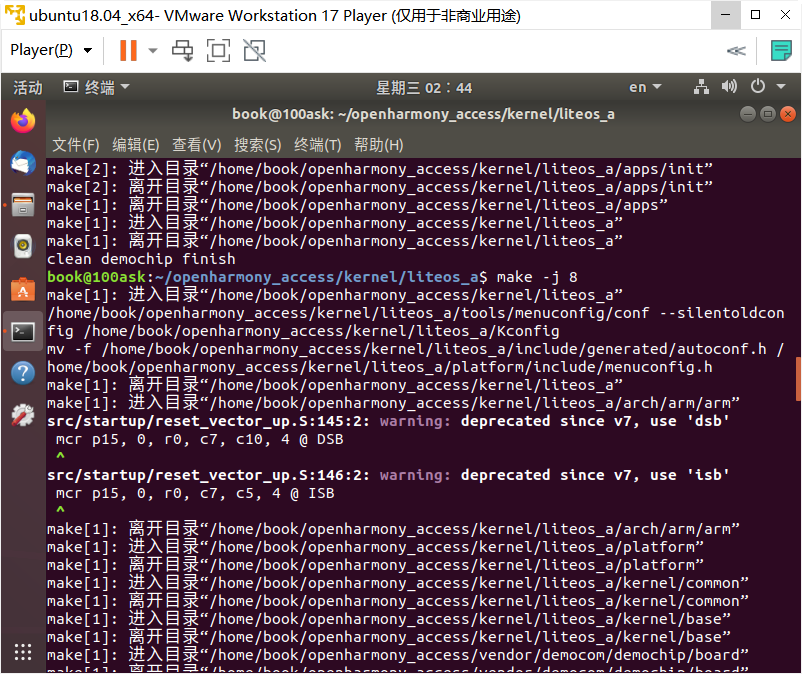 ubuntu18.04_x64- VMware Workstation 17 Player (仅用于非商业用途)
Player(P)
活动 终端 星期三 02：44 en
book@100ask: ~/openharmony_access/kernel/liteos_a
文件(F) 编辑(E) 查看(V) 搜索(S) 终端(T) 帮助(H)
make[2]: 进入目录“/home/book/openharmony_access/kernel/liteos_a/apps/init”
make[2]: 离开目录“/home/book/openharmony_access/kernel/liteos_a/apps/init”
make[1]: 离开目录“/home/book/openharmony_access/kernel/liteos_a/apps”
make[1]: 进入目录“/home/book/openharmony_access/kernel/liteos_a”
make[1]: 离开目录“/home/book/openharmony_access/kernel/liteos_a”
clean demochip finish
book@100ask:~/openharmony_access/kernel/liteos_a$ make -j 8
make[1]: 进入目录“/home/book/openharmony_access/kernel/liteos_a”
/home/book/openharmony_access/kernel/liteos_a/tools/menuconfig/conf --silentoldcon
fig /home/book/openharmony_access/kernel/liteos_a/Kconfig
mv -f /home/book/openharmony_access/kernel/liteos_a/include/generated/autoconf.h /
home/book/openharmony_access/kernel/liteos_a/platform/include/menuconfig.h
make[1]: 离开目录“/home/book/openharmony_access/kernel/liteos_a”
make[1]: 进入目录“/home/book/openharmony_access/kernel/liteos_a/arch/arm/arm”
src/startup/reset_vector_up.S:145:2: warning: deprecated since v7, use 'dsb'
 mcr p15, 0, r0, c7, c10, 4 @ DSB
 ^
src/startup/reset_vector_up.S:146:2: warning: deprecated since v7, use 'isb'
 mcr p15, 0, r0, c7, c5, 4 @ ISB
 ^
make[1]: 离开目录“/home/book/openharmony_access/kernel/liteos_a/arch/arm/arm”
make[1]: 进入目录“/home/book/openharmony_access/kernel/liteos_a/platform”
make[1]: 离开目录“/home/book/openharmony_access/kernel/liteos_a/platform”
make[1]: 进入目录“/home/book/openharmony_access/kernel/liteos_a/kernel/common”
make[1]: 离开目录“/home/book/openharmony_access/kernel/liteos_a/kernel/common”
make[1]: 进入目录“/home/book/openharmony_access/kernel/liteos_a/kernel/base”
make[1]: 离开目录“/home/book/openharmony_access/kernel/liteos_a/kernel/base”
make[1]: 进入目录“/home/book/openharmony_access/vendor/democom/demochip/board”
make[1]: 离开目录“/home/book/openharmony_access/vendor/democom/demochip/board”